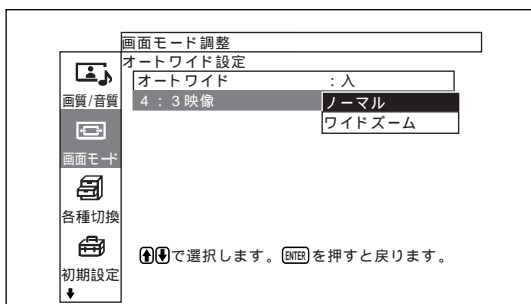 画面モード調整
オートワイド設定
オートワイド :入
4:3映像 ノーマル
ワイドズーム
画質/音質
画面モード
各種切換
初期設定
で選択します。ENTERを押すと戻ります。